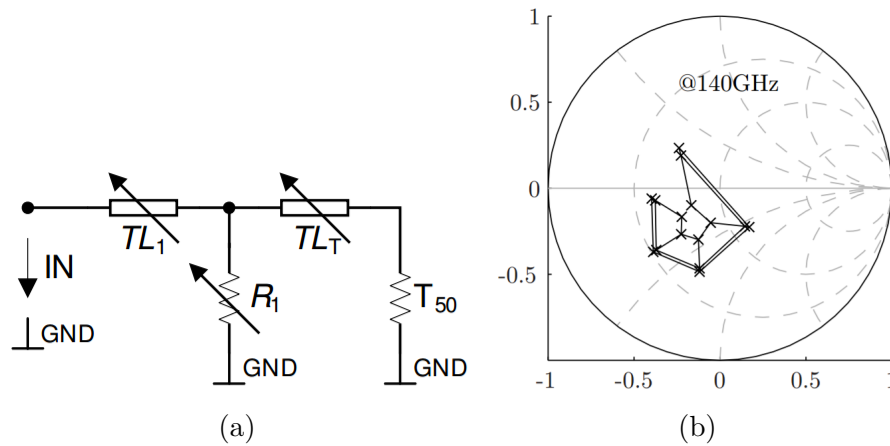 TL1
TLT
IN
R1
T50
GND
GND
GND
(a)
@140GHz
1
0.5
0
-0.5
-1
-0.5
0
0.5
1
(b)